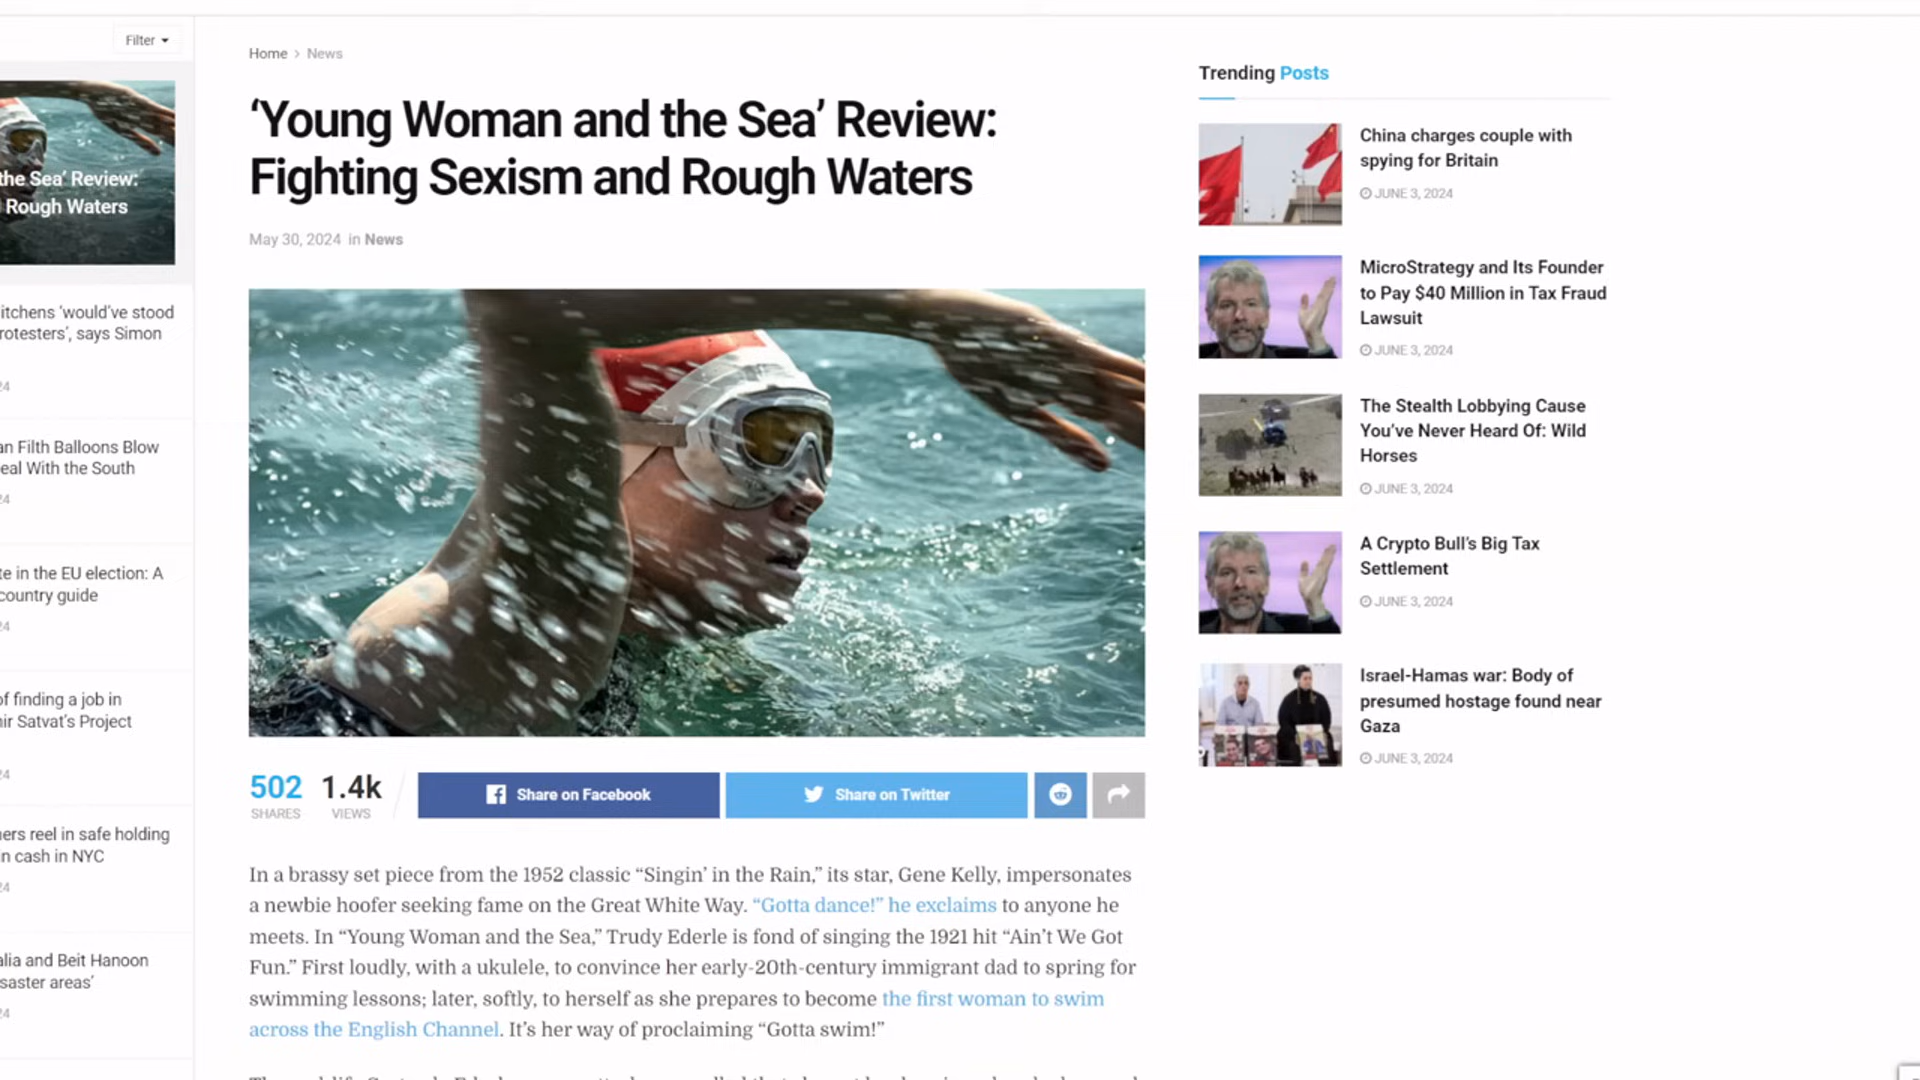 Filter
the Sea’ Review:
Rough Waters
itchens ‘would’ve stood
rotesters’, says Simon
24
an Filth Balloons Blow
eal With the South
24
te in the EU election: A
country guide
24
of finding a job in
ir Satvat’s Project
24
ers reel in safe holding
n cash in NYC
24
alia and Beit Hanoon
saster areas’
24
Home > News
‘Young Woman and the Sea’ Review:
Fighting Sexism and Rough Waters
May 30, 2024 in News
502 SHARES
1.4k VIEWS
Share on Facebook
Share on Twitter
In a brassy set piece from the 1952 classic “Singin’ in the Rain,” its star, Gene Kelly, impersonates
a newbie hoofer seeking fame on the Great White Way. “Gotta dance!” he exclaims to anyone he
meets. In “Young Woman and the Sea,” Trudy Ederle is fond of singing the 1921 hit “Ain’t We Got
Fun.” First loudly, with a ukulele, to convince her early-20th-century immigrant dad to spring for
swimming lessons; later, softly, to herself as she prepares to become the first woman to swim
across the English Channel. It’s her way of proclaiming “Gotta swim!”
Trending Posts
China charges couple with
spying for Britain
JUNE 3, 2024
MicroStrategy and Its Founder
to Pay $40 Million in Tax Fraud
Lawsuit
JUNE 3, 2024
The Stealth Lobbying Cause
You’ve Never Heard Of: Wild
Horses
JUNE 3, 2024
A Crypto Bull’s Big Tax
Settlement
JUNE 3, 2024
Israel-Hamas war: Body of
presumed hostage found near
Gaza
JUNE 3, 2024